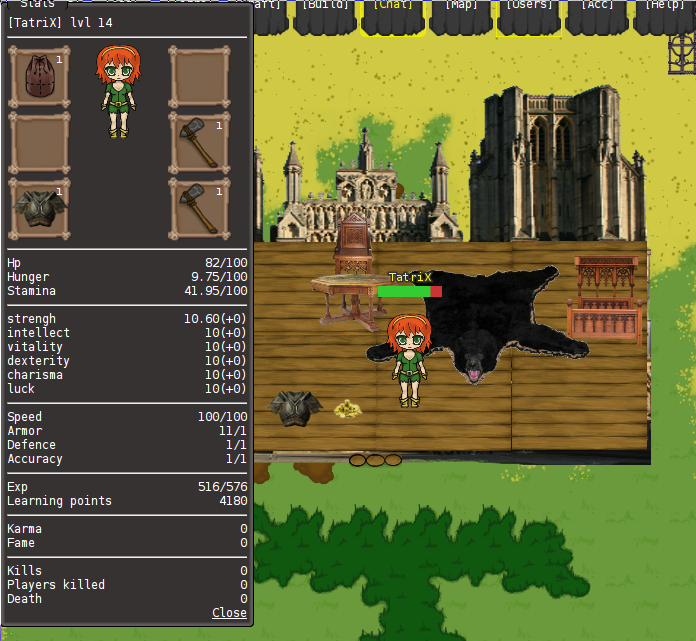 Stats
[Build] [Chat] [Map] [Users] [Acc] [Help]
[TatriX] lvl 14
1
1
1
1
Hp 82/100
Hunger 9.75/100
Stamina 41.95/100
strengh 10.60(+0)
intellect 10(+0)
vitality 10(+0)
dexterity 10(+0)
charisma 10(+0)
luck 10(+0)
Speed 100/100
Armor 11/1
Defence 1/1
Accuracy 1/1
Exp 516/576
Learning points 4180
Karma 0
Fame 0
Kills 0
Players killed 0
Death 0
Close
TatriX